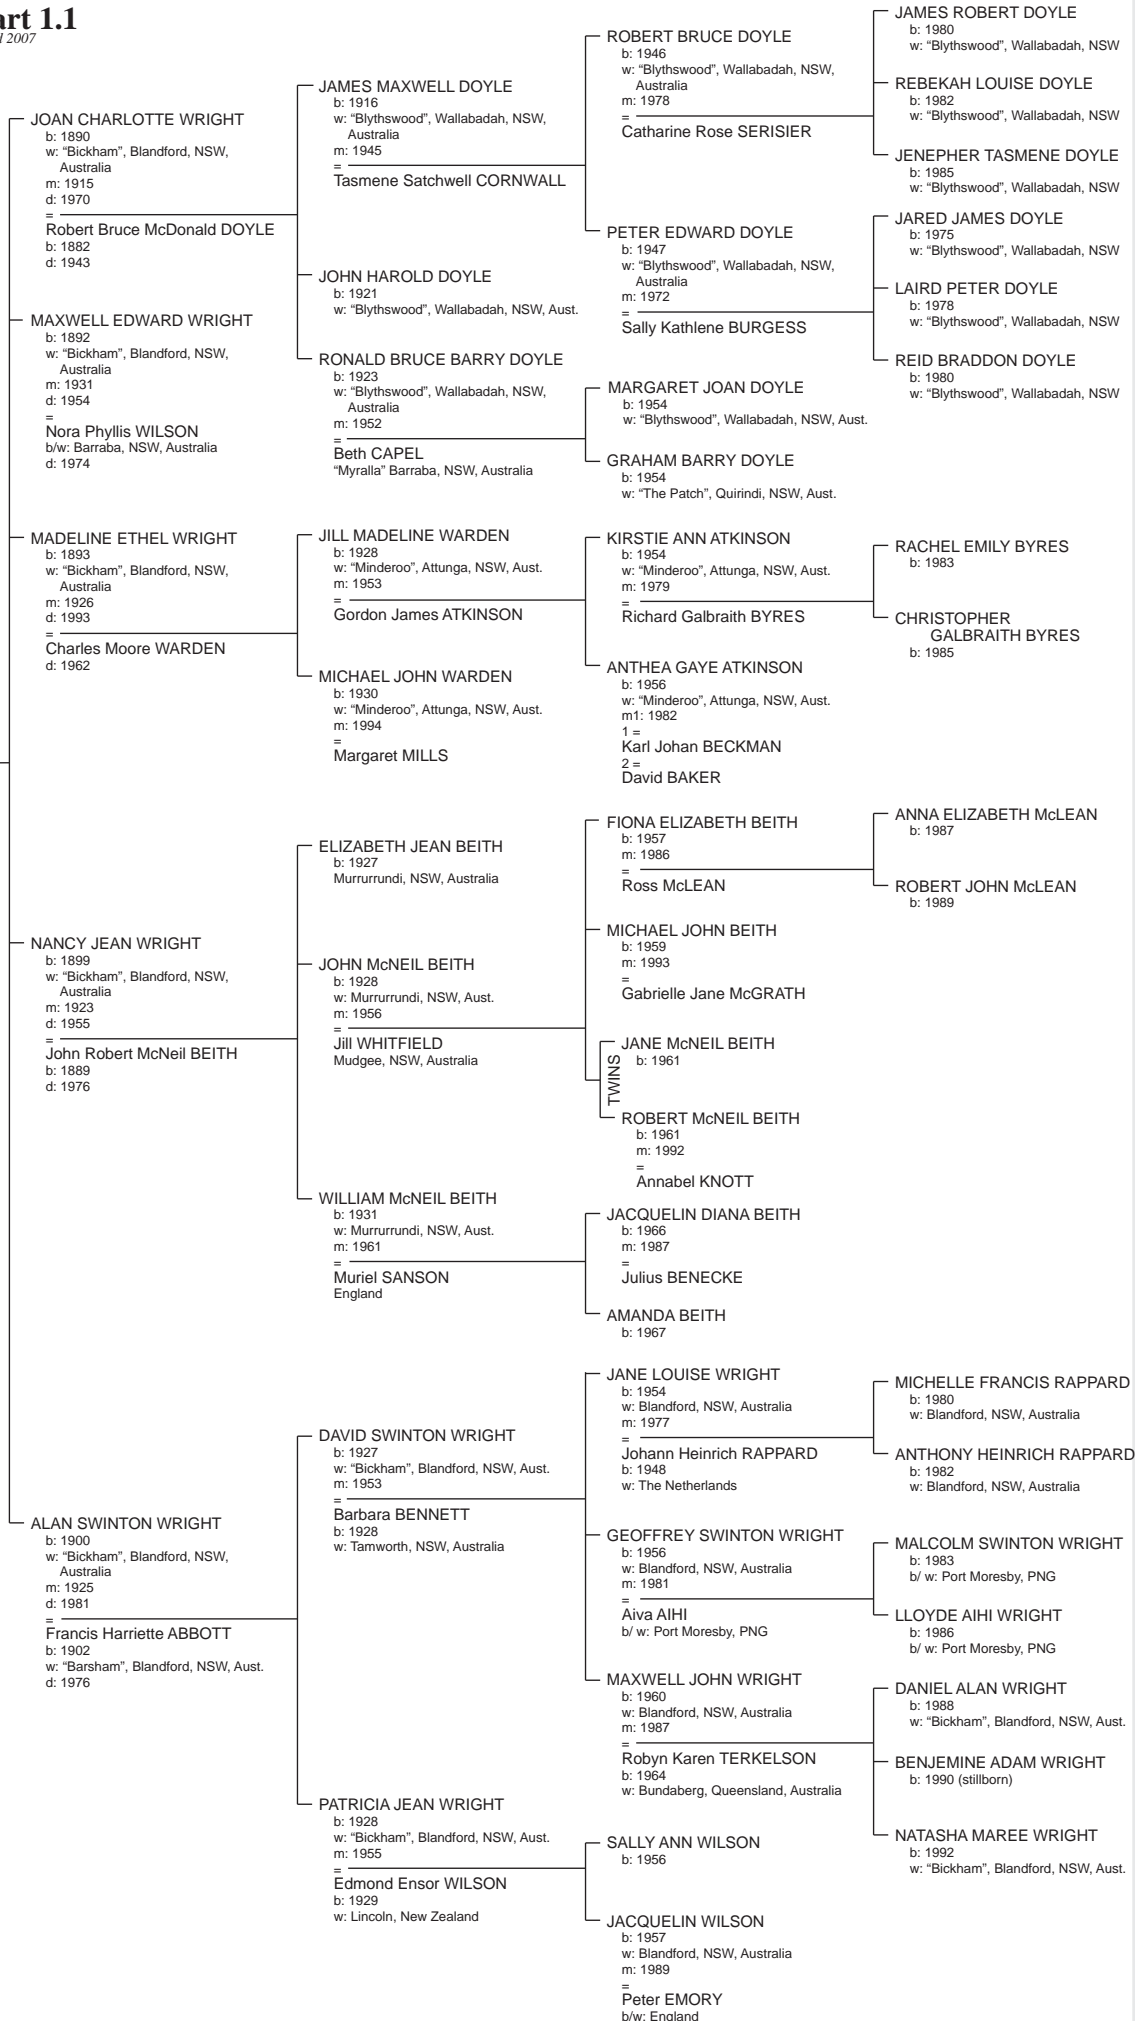 art 1.1
l 2007
JOAN CHARLOTTE WRIGHT
b: 1890
w: “Bickham”, Blandford, NSW,
Australia
m: 1915
d: 1970
=
Robert Bruce McDonald DOYLE
b: 1882
d: 1943
MAXWELL EDWARD WRIGHT
b: 1892
w: “Bickham”, Blandford, NSW,
Australia
m: 1931
d: 1954
=
Nora Phyllis WILSON
b/w: Barraba, NSW, Australia
d: 1974
MADELINE ETHEL WRIGHT
b: 1893
w: “Bickham”, Blandford, NSW,
Australia
m: 1926
d: 1993
=
Charles Moore WARDEN
d: 1962
NANCY JEAN WRIGHT
b: 1899
w: “Bickham”, Blandford, NSW,
Australia
m: 1923
d: 1955
=
John Robert McNeil BEITH
b: 1889
d: 1976
ALAN SWINTON WRIGHT
b: 1900
w: “Bickham”, Blandford, NSW,
Australia
m: 1925
d: 1981
=
Francis Harriette ABBOTT
b: 1902
w: “Barsham”, Blandford, NSW, Aust.
d: 1976
JAMES MAXWELL DOYLE
b: 1916
w: “Blythswood”, Wallabadah, NSW,
Australia
m: 1945
=
Tasmene Satchwell CORNWALL
JOHN HAROLD DOYLE
b: 1921
w: “Blythswood”, Wallabadah, NSW, Aust.
RONALD BRUCE BARRY DOYLE
b: 1923
w: “Blythswood”, Wallabadah, NSW,
Australia
m: 1952
=
Beth CAPEL
“Myralla” Barraba, NSW, Australia
JILL MADELINE WARDEN
b: 1928
w: “Minderoo”, Attunga, NSW, Aust.
m: 1953
=
Gordon James ATKINSON
MICHAEL JOHN WARDEN
b: 1930
w: “Minderoo”, Attunga, NSW, Aust.
m: 1994
=
Margaret MILLS
ELIZABETH JEAN BEITH
b: 1927
Murrurrundi, NSW, Australia
JOHN McNEIL BEITH
b: 1928
w: Murrurrundi, NSW, Aust.
m: 1956
=
Jill WHITFIELD
Mudgee, NSW, Australia
WILLIAM McNEIL BEITH
b: 1931
w: Murrurrundi, NSW, Aust.
m: 1961
=
Muriel SANSON
England
DAVID SWINTON WRIGHT
b: 1927
w: “Bickham”, Blandford, NSW, Aust.
m: 1953
=
Barbara BENNETT
b: 1928
w: Tamworth, NSW, Australia
PATRICIA JEAN WRIGHT
b: 1928
w: “Bickham”, Blandford, NSW, Aust.
m: 1955
=
Edmond Ensor WILSON
b: 1929
w: Lincoln, New Zealand
ROBERT BRUCE DOYLE
b: 1946
w: “Blythswood”, Wallabadah, NSW,
Australia
m: 1978
=
Catharine Rose SERISIER
PETER EDWARD DOYLE
b: 1947
w: “Blythswood”, Wallabadah, NSW,
Australia
m: 1972
=
Sally Kathlene BURGESS
MARGARET JOAN DOYLE
b: 1954
w: “Blythswood”, Wallabadah, NSW, Aust.
GRAHAM BARRY DOYLE
b: 1954
w: “The Patch”, Quirindi, NSW, Aust.
KIRSTIE ANN ATKINSON
b: 1954
w: “Minderoo”, Attunga, NSW, Aust.
m: 1979
=
Richard Galbraith BYRES
ANTHEA GAYE ATKINSON
b: 1956
w: “Minderoo”, Attunga, NSW, Aust.
m1: 1982
1 =
Karl Johan BECKMAN
2 =
David BAKER
FIONA ELIZABETH BEITH
b: 1957
m: 1986
=
Ross McLEAN
MICHAEL JOHN BEITH
b: 1959
m: 1993
=
Gabrielle Jane McGRATH
TWINS
JANE McNEIL BEITH
b: 1961
ROBERT McNEIL BEITH
b: 1961
m: 1992
=
Annabel KNOTT
JACQUELIN DIANA BEITH
b: 1966
m: 1987
=
Julius BENECKE
AMANDA BEITH
b: 1967
JANE LOUISE WRIGHT
b: 1954
w: Blandford, NSW, Australia
m: 1977
=
Johann Heinrich RAPPARD
b: 1948
w: The Netherlands
GEOFFREY SWINTON WRIGHT
b: 1956
w: Blandford, NSW, Australia
m: 1981
=
Aiva AIHI
b/ w: Port Moresby, PNG
MAXWELL JOHN WRIGHT
b: 1960
w: Blandford, NSW, Australia
m: 1987
=
Robyn Karen TERKELSON
b: 1964
w: Bundaberg, Queensland, Australia
SALLY ANN WILSON
b: 1956
JACQUELIN WILSON
b: 1957
w: Blandford, NSW, Australia
m: 1989
=
Peter EMORY
b/w: England
JAMES ROBERT DOYLE
b: 1980
w: “Blythswood”, Wallabadah, NSW
REBEKAH LOUISE DOYLE
b: 1982
w: “Blythswood”, Wallabadah, NSW
JENEPHER TASMENE DOYLE
b: 1985
w: “Blythswood”, Wallabadah, NSW
JARED JAMES DOYLE
b: 1975
w: “Blythswood”, Wallabadah, NSW
LAIRD PETER DOYLE
b: 1978
w: “Blythswood”, Wallabadah, NSW
REID BRADDON DOYLE
b: 1980
w: “Blythswood”, Wallabadah, NSW
RACHEL EMILY BYRES
b: 1983
CHRISTOPHER
GALBRAITH BYRES
b: 1985
ANNA ELIZABETH McLEAN
b: 1987
ROBERT JOHN McLEAN
b: 1989
MICHELLE FRANCIS RAPPARD
b: 1980
w: Blandford, NSW, Australia
ANTHONY HEINRICH RAPPARD
b: 1982
w: Blandford, NSW, Australia
MALCOLM SWINTON WRIGHT
b: 1983
b/ w: Port Moresby, PNG
LLOYDE AIHI WRIGHT
b: 1986
b/ w: Port Moresby, PNG
DANIEL ALAN WRIGHT
b: 1988
w: “Bickham”, Blandford, NSW, Aust.
BENJEMINE ADAM WRIGHT
b: 1990 (stillborn)
NATASHA MAREE WRIGHT
b: 1992
w: “Bickham”, Blandford, NSW, Aust.